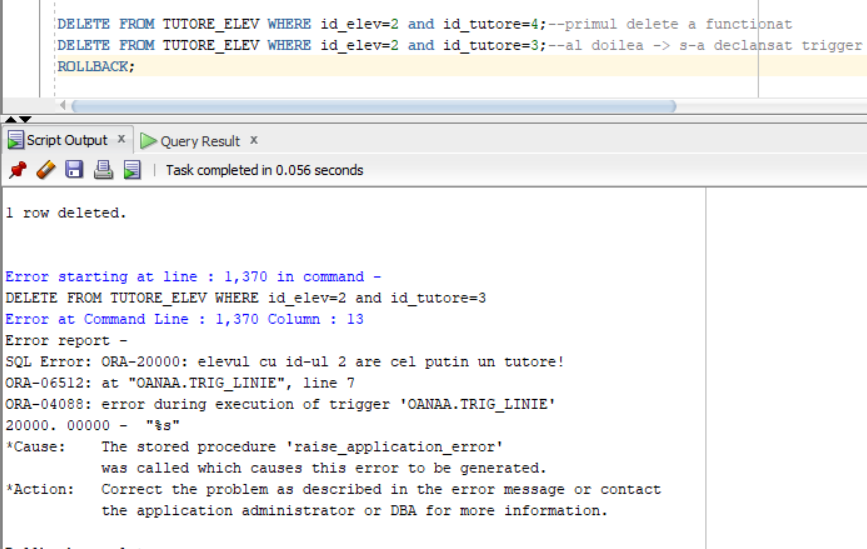 DELETE FROM TUTORE_ELEV WHERE id_elev=2 and id_tutore=4;--primul delete a functionat
DELETE FROM TUTORE_ELEV WHERE id_elev=2 and id_tutore=3;--al doilea -> s-a declansat trigger
ROLLBACK;
Script Output x Query Result x
Task completed in 0.056 seconds
1 row deleted.
Error starting at line : 1,370 in command -
DELETE FROM TUTORE_ELEV WHERE id_elev=2 and id_tutore=3
Error at Command Line : 1,370 Column : 13
Error report -
SQL Error: ORA-20000: elevul cu id-ul 2 are cel putin un tutore!
ORA-06512: at "OANAA.TRIG_LINIE", line 7
ORA-04088: error during execution of trigger 'OANAA.TRIG_LINIE'
20000. 00000 - "%s"
*Cause: The stored procedure 'raise_application_error'
was called which causes this error to be generated.
*Action: Correct the problem as described in the error message or contact
the application administrator or DBA for more information.